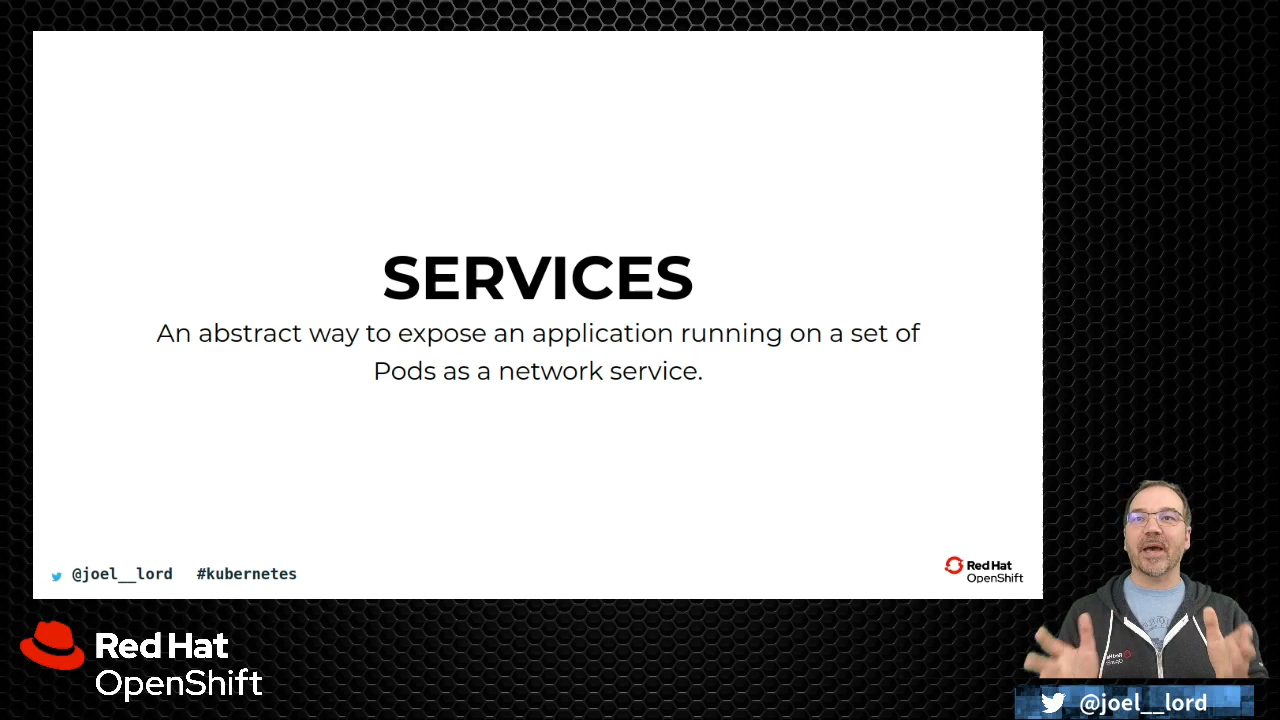 SERVICES
An abstract way to expose an application running on a set of
Pods as a network service.
@joel__lord #kubernetes
Red Hat
OpenShift
Red Hat
OpenShift
@joel__lord